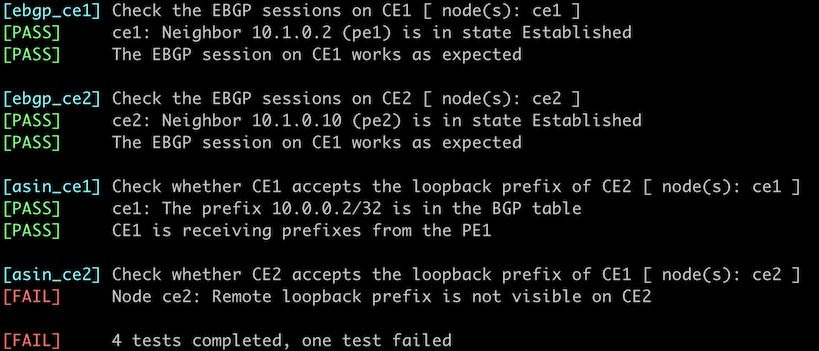 [ebgp_ce1] Check the EBGP sessions on CE1 [ node(s): ce1 ]
[PASS] ce1: Neighbor 10.1.0.2 (pe1) is in state Established
[PASS] The EBGP session on CE1 works as expected
[ebgp_ce2] Check the EBGP sessions on CE2 [ node(s): ce2 ]
[PASS] ce2: Neighbor 10.1.0.10 (pe2) is in state Established
[PASS] The EBGP session on CE1 works as expected
[asin_ce1] Check whether CE1 accepts the loopback prefix of CE2 [ node(s): ce1 ]
[PASS] ce1: The prefix 10.0.0.2/32 is in the BGP table
[PASS] CE1 is receiving prefixes from the PE1
[asin_ce2] Check whether CE2 accepts the loopback prefix of CE1 [ node(s): ce2 ]
[FAIL] Node ce2: Remote loopback prefix is not visible on CE2
[FAIL] 4 tests completed, one test failed